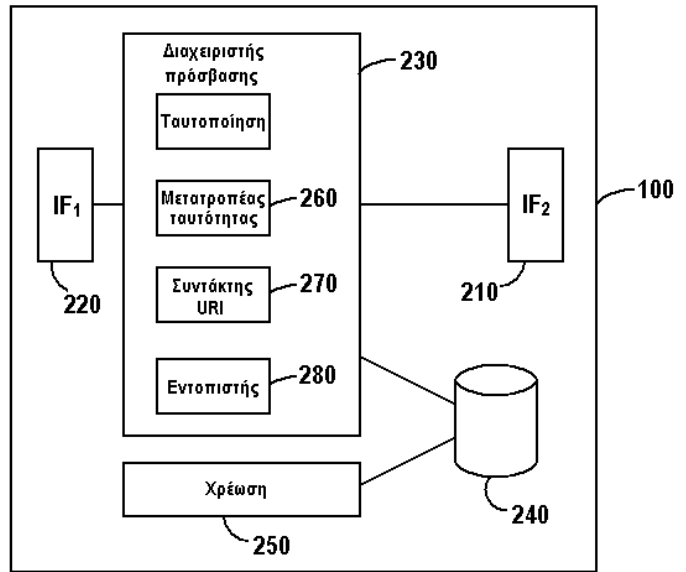 Διαχειριστής
πρόσβασης
230
Ταυτοποίηση
IF₁
Μετατροπέας
ταυτότητας
260
IF₂
100
220
Συντάκτης
URI
270
210
Εντοπιστής
280
Χρέωση
250
240